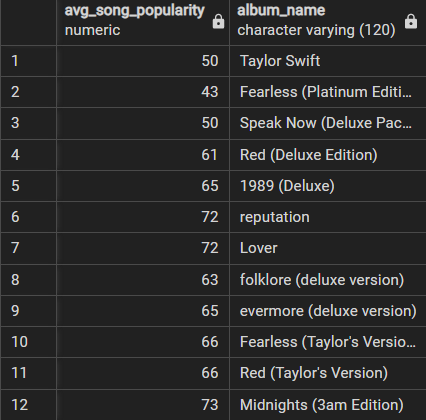 avg_song_popularity album_name
numeric character varying (120)
1 50 Taylor Swift
2 43 Fearless (Platinum Editi...
3 50 Speak Now (Deluxe Pac...
4 61 Red (Deluxe Edition)
5 65 1989 (Deluxe)
6 72 reputation
7 72 Lover
8 63 folklore (deluxe version)
9 65 evermore (deluxe version)
10 66 Fearless (Taylor's Versio...
11 66 Red (Taylor's Version)
12 73 Midnights (3am Edition)